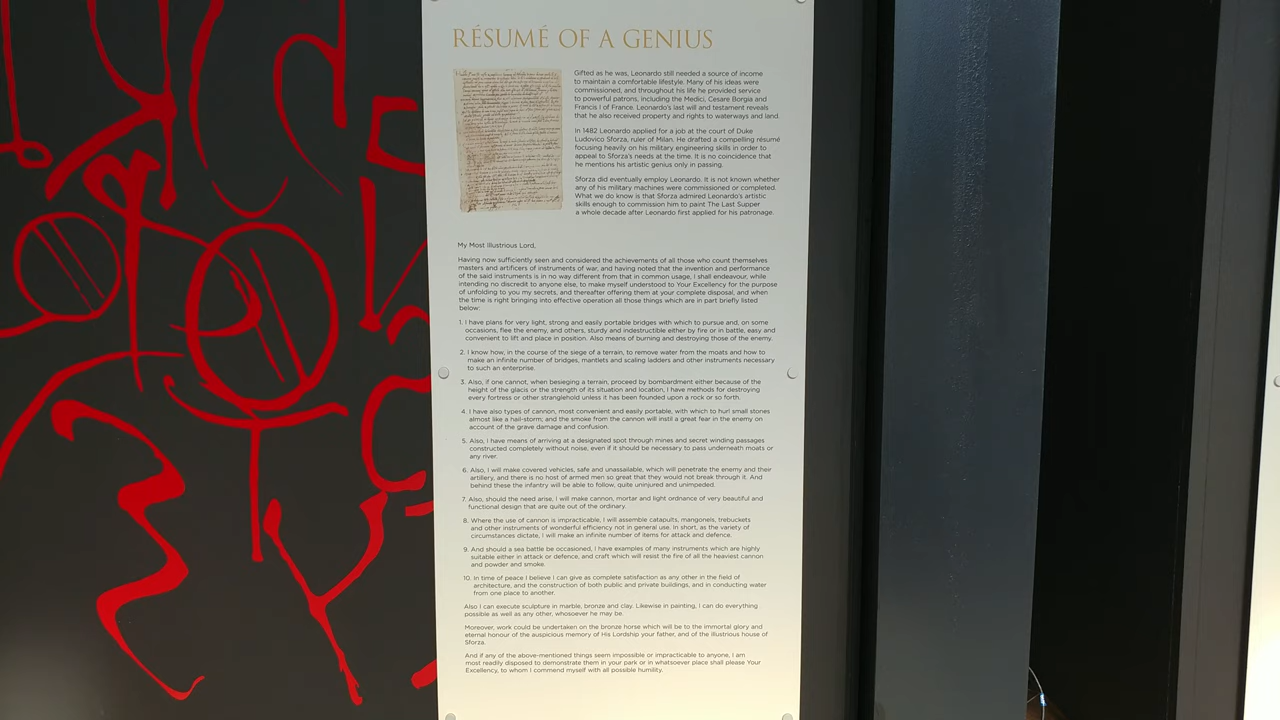 RÉSUMÉ OF A GENIUS
Gifted as he was, Leonardo still needed a source of income
to maintain a comfortable lifestyle. Many of his ideas were
commissioned, and throughout his life he provided service
to powerful patrons, including the Medici, Cesare Borgia and
Francis I of France. Leonardo's last will and testament reveals
that he also received property and rights to waterways and land.
In 1482 Leonardo applied for a job at the court of Duke
Ludovico Sforza, ruler of Milan. He drafted a compelling résumé
focusing heavily on his military engineering skills in order to
appeal to Sforza's needs at the time. It is no coincidence that
he mentions his artistic genius only in passing.
Sforza did eventually employ Leonardo. It is not known whether
any of his military machines were commissioned or completed.
What we do know is that Sforza admired Leonardo's artistic
skills enough to commission him to paint The Last Supper
a whole decade after Leonardo first applied for his patronage.
My Most Illustrious Lord,
Having now sufficiently seen and considered the achievements of all those who count themselves
masters and artificers of instruments of war, and having noted that the invention and performance
of the said instruments is in no way different from that in common usage, I shall endeavour, while
intending no discredit to anyone else, to make myself understood to Your Excellency for the purpose
of unfolding to you my secrets, and thereafter offering them at your complete disposal, and when
the time is right bringing into effective operation all those things which are in part briefly listed
below:
1. I have plans for very light, strong and easily portable bridges with which to pursue and, on some
occasions, flee the enemy, and others, sturdy and indestructible either by fire or in battle, easy and
convenient to lift and place in position. Also means of burning and destroying those of the enemy.
2. I know how, in the course of the siege of a terrain, to remove water from the moats and how to
make an infinite number of bridges, mantlets and scaling ladders and other instruments necessary
to such an enterprise.
3. Also, if one cannot, when besieging a terrain, proceed by bombardment either because of the
height of the glacis or the strength of its situation and location, I have methods for destroying
every fortress or other stranglehold unless it has been founded upon a rock or so forth.
4. I have also types of cannon, most convenient and easily portable, with which to hurl small stones
almost like a hail-storm; and the smoke from the cannon will instil a great fear in the enemy on
account of the grave damage and confusion.
5. Also, I have means of arriving at a designated spot through mines and secret winding passages
constructed completely without noise, even if it should be necessary to pass underneath moats or
any river.
6. Also, I will make covered vehicles, safe and unassailable, which will penetrate the enemy and their
artillery, and there is no host of armed men so great that they would not break through it. And
behind these the infantry will be able to follow, quite uninjured and unimpeded.
7. Also, should the need arise, I will make cannon, mortar and light ordnance of very beautiful and
functional design that are quite out of the ordinary.
8. Where the use of cannon is impracticable, I will assemble catapults, mangonels, trebuckets
and other instruments of wonderful efficiency not in general use. In short, as the variety of
circumstances dictate, I will make an infinite number of items for attack and defence.
9. And should a sea battle be occasioned, I have examples of many instruments which are highly
suitable either in attack or defence, and craft which will resist the fire of all the heaviest cannon
and powder and smoke.
10. In time of peace I believe I can give as complete satisfaction as any other in the field of
architecture, and the construction of both public and private buildings, and in conducting water
from one place to another.
Also I can execute sculpture in marble, bronze and clay. Likewise in painting, I can do everything
possible as well as any other, whosoever he may be.
Moreover, work could be undertaken on the bronze horse which will be to the immortal glory and
eternal honour of the auspicious memory of His Lordship your father, and of the illustrious house of
Sforza.
And if any of the above-mentioned things seem impossible or impracticable to anyone, I am
most readily disposed to demonstrate them in your park or in whatsoever place shall please Your
Excellency, to whom I commend myself with all possible humility.